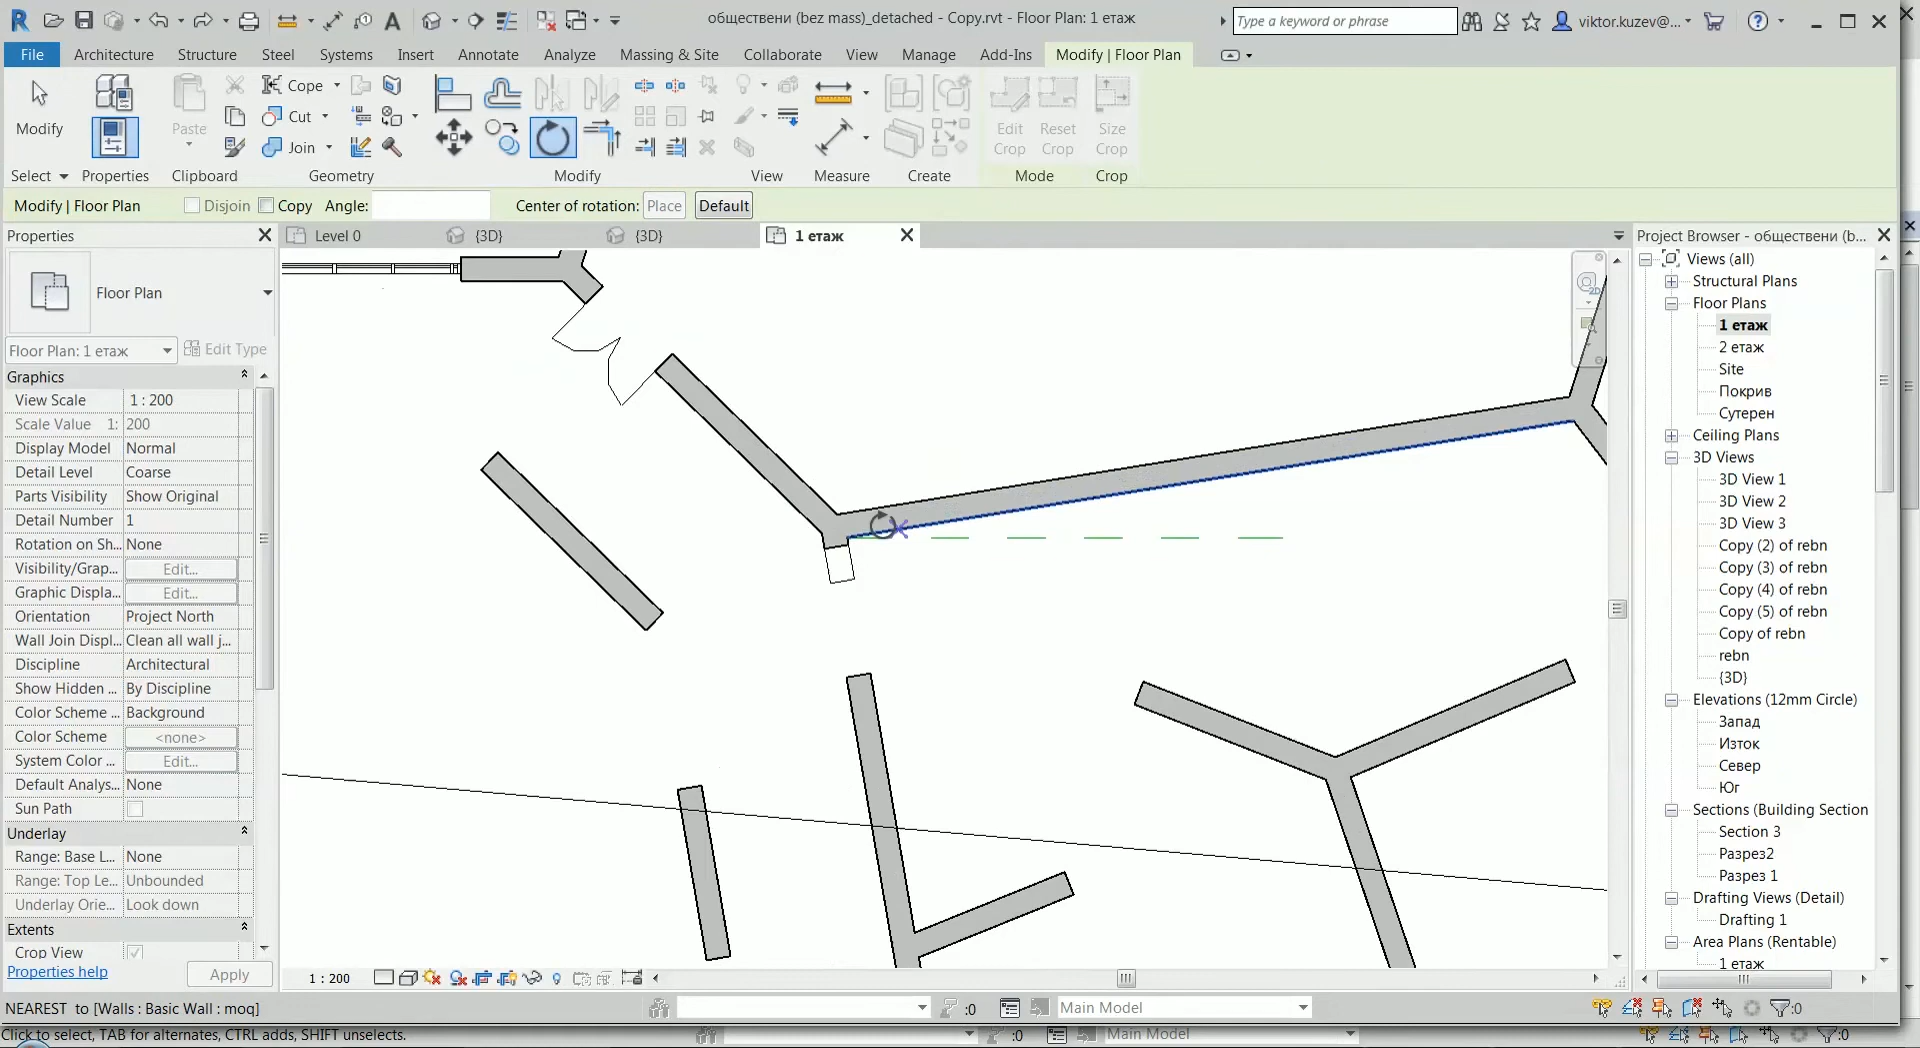 обществени (bez mass)_detached - Copy.rvt - Floor Plan: 1 етаж
Type a keyword or phrase
viktor.kuzev@...
File Architecture Structure Steel Systems Insert Annotate Analyze Massing & Site Collaborate View Manage Add-Ins Modify | Floor Plan
Modify
Paste
Cope
Cut
Join
Edit Crop
Reset Crop
Size Crop
Select Properties Clipboard Geometry Modify View Measure Create Mode Crop
Modify | Floor Plan Disjoin Copy Angle: Center of rotation: Place Default
Properties
Level 0 {3D} {3D} 1 етаж
Project Browser - обществени (b...
Floor Plan
Floor Plan: 1 етаж Edit Type
Graphics
View Scale 1 : 200
Scale Value 1: 200
Display Model Normal
Detail Level Coarse
Parts Visibility Show Original
Detail Number 1
Rotation on Sh... None
Visibility/Grap... Edit...
Graphic Displa... Edit...
Orientation Project North
Wall Join Displ... Clean all wall j...
Discipline Architectural
Show Hidden ... By Discipline
Color Scheme ... Background
Color Scheme <none>
System Color ... Edit...
Default Analys... None
Sun Path
Underlay
Range: Base L... None
Range: Top Le... Unbounded
Underlay Orie... Look down
Extents
Crop View
Properties help Apply
2D
Views (all)
Structural Plans
Floor Plans
1 етаж
2 етаж
Site
Покрив
Сутерен
Ceiling Plans
3D Views
3D View 1
3D View 2
3D View 3
Copy (2) of rebn
Copy (3) of rebn
Copy (4) of rebn
Copy (5) of rebn
Copy of rebn
rebn
{3D}
Elevations (12mm Circle)
Запад
Изток
Север
Юг
Sections (Building Section
Section 3
Разрез2
Разрез 1
Drafting Views (Detail)
Drafting 1
Area Plans (Rentable)
1 етаж
1 : 200
NEAREST to [Walls : Basic Wall : moq]
:0
Main Model
:0
Click to select, TAB for alternates, CTRL adds, SHIFT unselects.
:0
Main Model
:0